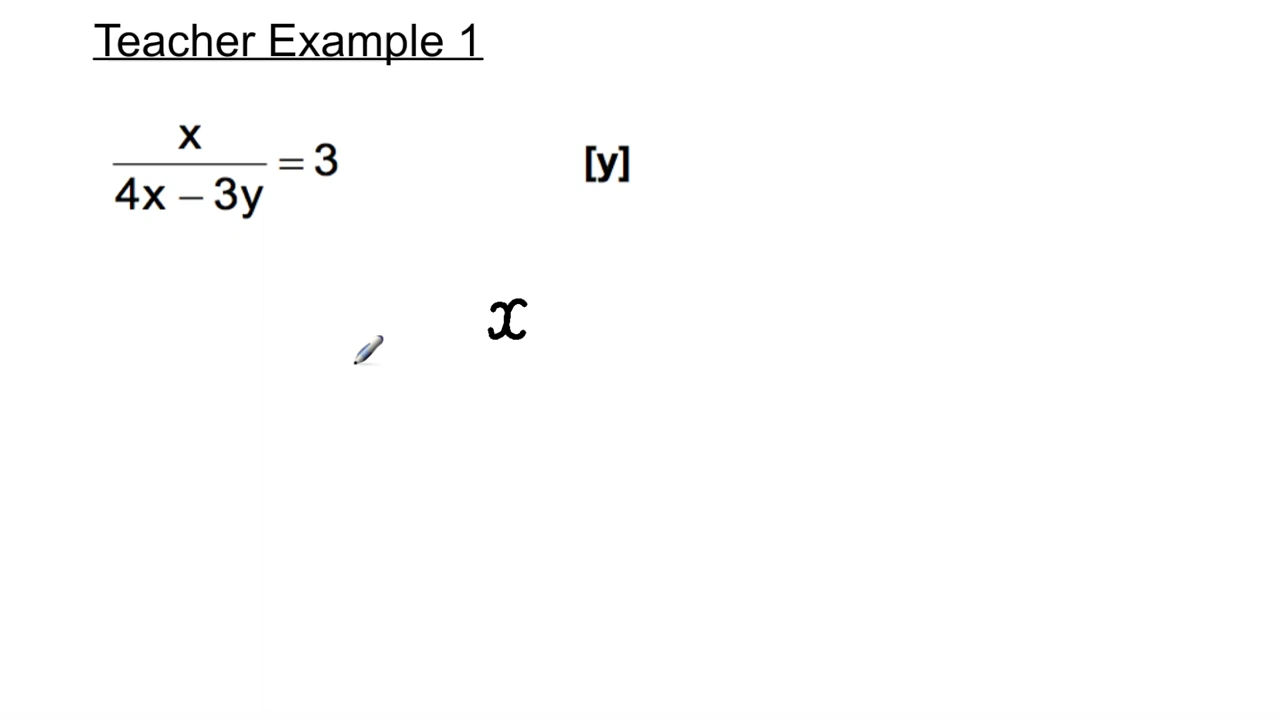 Teacher Example 1
x
4x – 3y
= 3
[y]
x